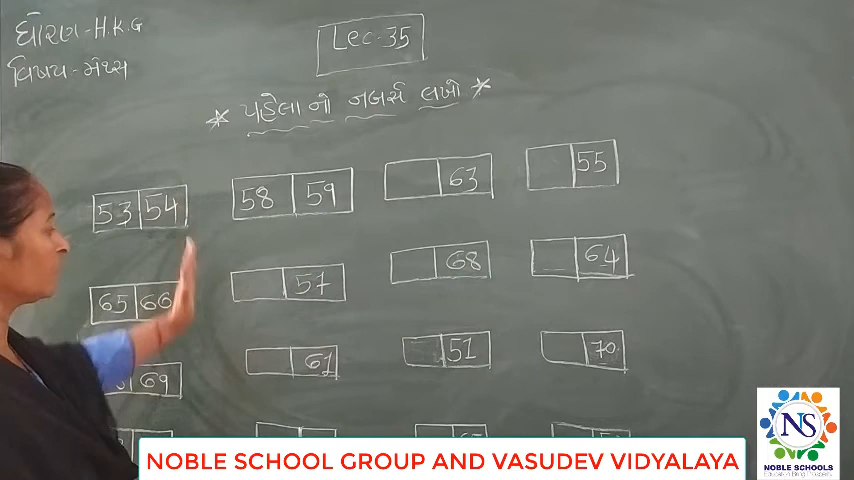 ધોરણ - H.K.G
વિષય - મેથ્સ
Lec-35
* પહેલા નો નબર્સ લખો *
53 54
58 59
63
55
65 66
57
68
64
69
61
51
70
NOBLE SCHOOL GROUP AND VASUDEV VIDYALAYA
NS
NOBLE SCHOOLS